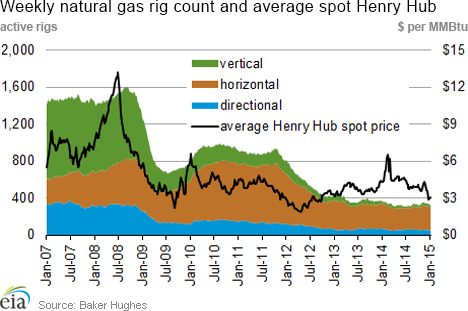 Weekly natural gas rig count and average spot Henry Hub
active rigs $ per MMBtu
2,000 $15
vertical
1,600 $12
horizontal
directional
1,200 $9
average Henry Hub spot price
800 $6
400 $3
0 $0
Jan-07 Jul-07 Jan-08 Jul-08 Jan-09 Jul-09 Jan-10 Jul-10 Jan-11 Jul-11 Jan-12 Jul-12 Jan-13 Jul-13 Jan-14 Jul-14 Jan-15
eia Source: Baker Hughes